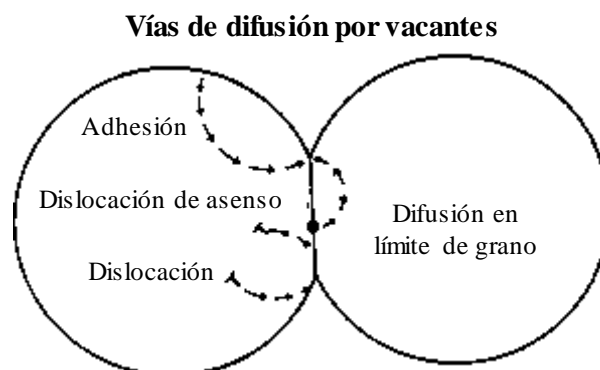 Vías de difusión por vacantes
Adhesión
Dislocación de asenso
Dislocación
Difusión en
límite de grano